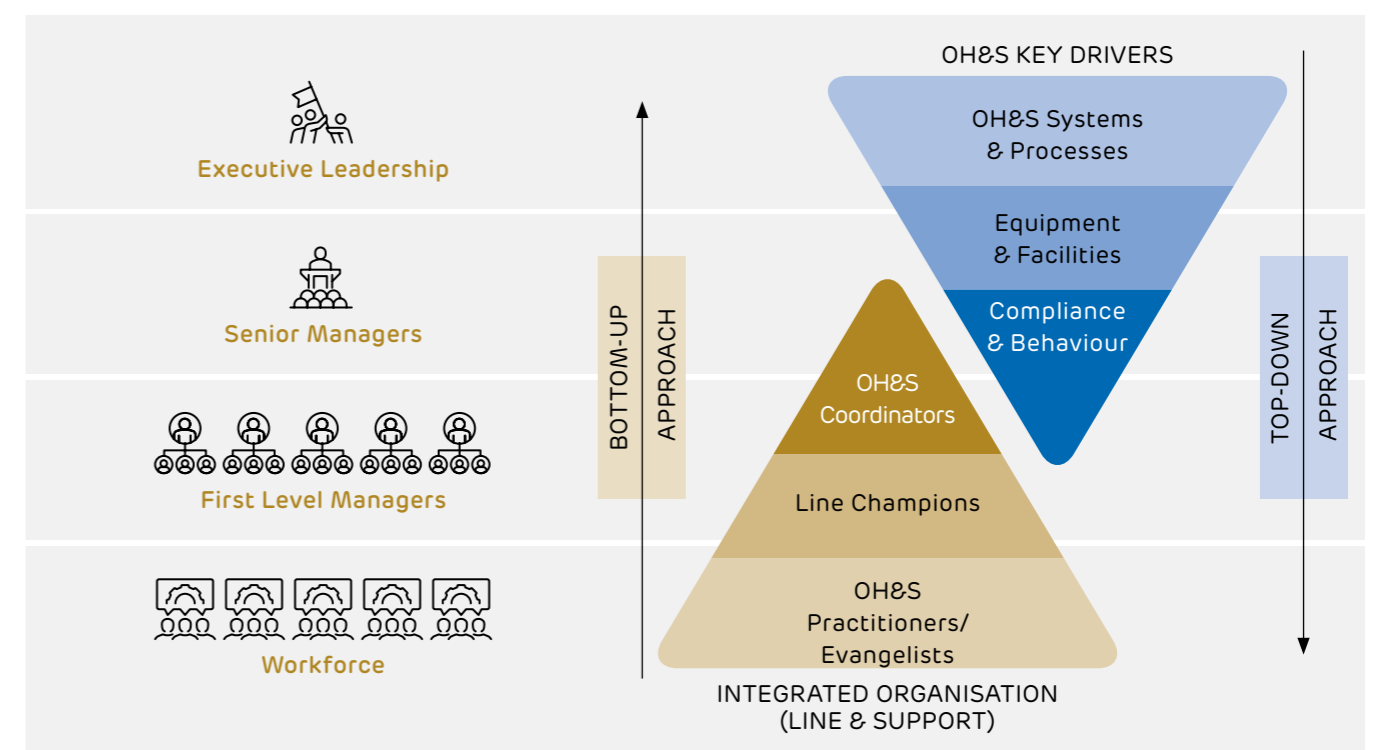 OH&S KEY DRIVERS
OH&S Systems
& Processes
Executive Leadership
Equipment
& Facilities
Senior Managers
Compliance
& Behaviour
BOTTOM-UP
APPROACH
TOP-DOWN
APPROACH
OH&S
Coordinators
First Level Managers
Line Champions
OH&S
Practitioners/
Evangelists
Workforce
INTEGRATED ORGANISATION
(LINE & SUPPORT)